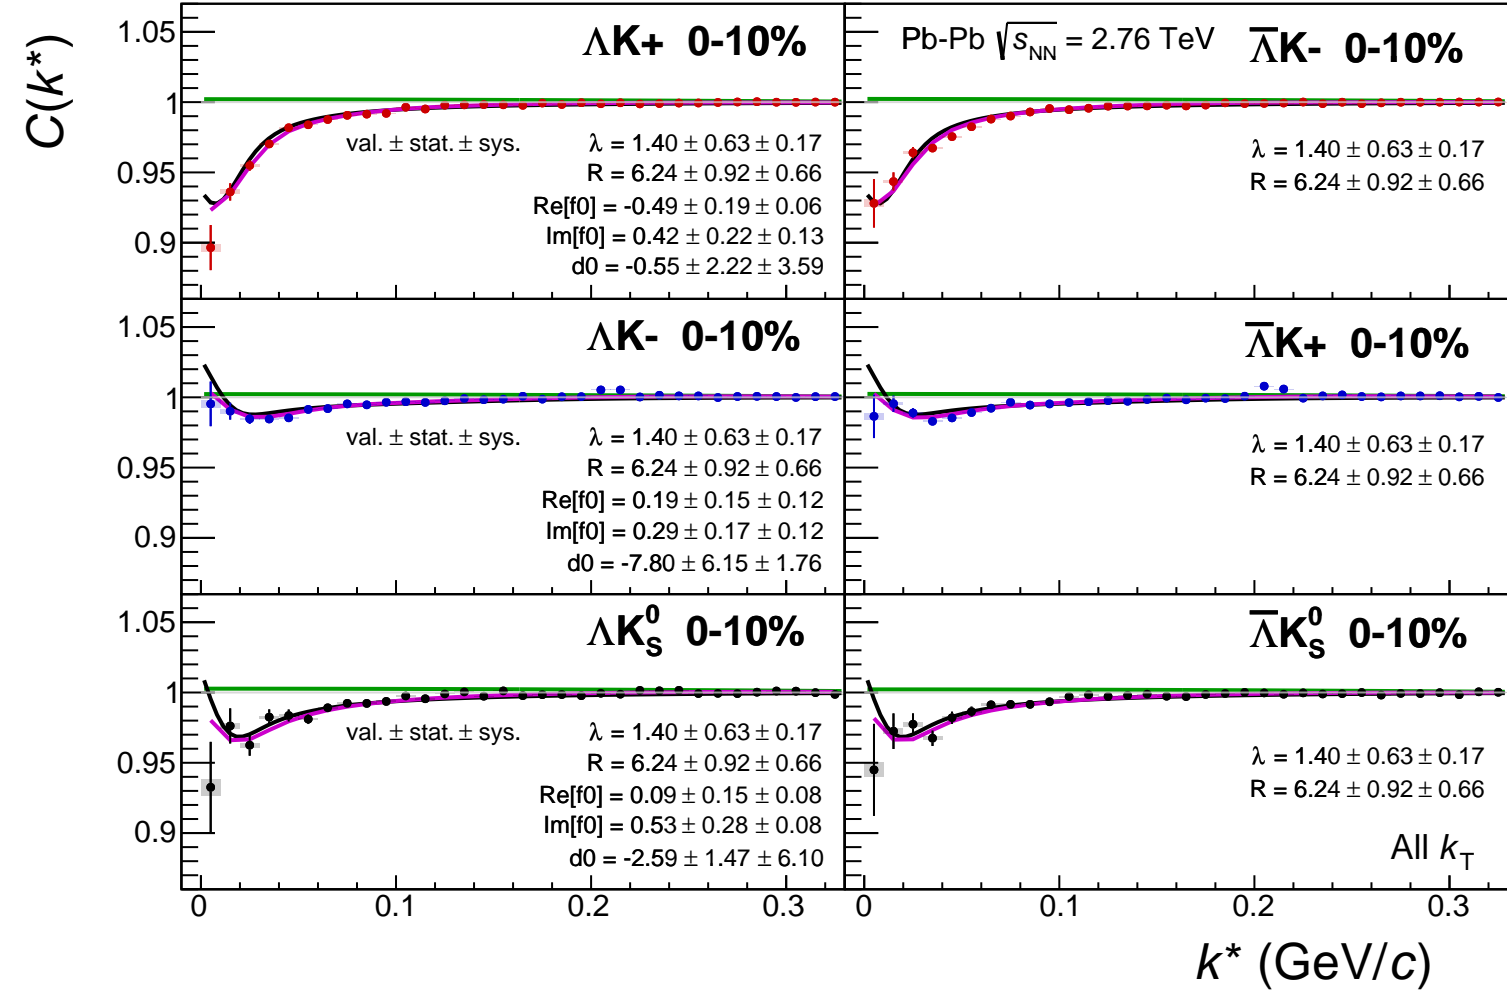 C(k*)
ΛK+ 0-10%
1.05
1
0.95
0.9
val. ± stat. ± sys.
λ = 1.40 ± 0.63 ± 0.17
R = 6.24 ± 0.92 ± 0.66
Re[f0] = -0.49 ± 0.19 ± 0.06
Im[f0] = 0.42 ± 0.22 ± 0.13
d0 = -0.55 ± 2.22 ± 3.59
Pb-Pb √sNN = 2.76 TeV
Λ̅K- 0-10%
λ = 1.40 ± 0.63 ± 0.17
R = 6.24 ± 0.92 ± 0.66
ΛK- 0-10%
1.05
1
0.95
0.9
val. ± stat. ± sys.
λ = 1.40 ± 0.63 ± 0.17
R = 6.24 ± 0.92 ± 0.66
Re[f0] = 0.19 ± 0.15 ± 0.12
Im[f0] = 0.29 ± 0.17 ± 0.12
d0 = -7.80 ± 6.15 ± 1.76
Λ̅K+ 0-10%
λ = 1.40 ± 0.63 ± 0.17
R = 6.24 ± 0.92 ± 0.66
ΛK⁰S 0-10%
1.05
1
0.95
0.9
val. ± stat. ± sys.
λ = 1.40 ± 0.63 ± 0.17
R = 6.24 ± 0.92 ± 0.66
Re[f0] = 0.09 ± 0.15 ± 0.08
Im[f0] = 0.53 ± 0.28 ± 0.08
d0 = -2.59 ± 1.47 ± 6.10
Λ̅K⁰S 0-10%
λ = 1.40 ± 0.63 ± 0.17
R = 6.24 ± 0.92 ± 0.66
All kT
0 0.1 0.2 0.3
0 0.1 0.2 0.3
k* (GeV/c)